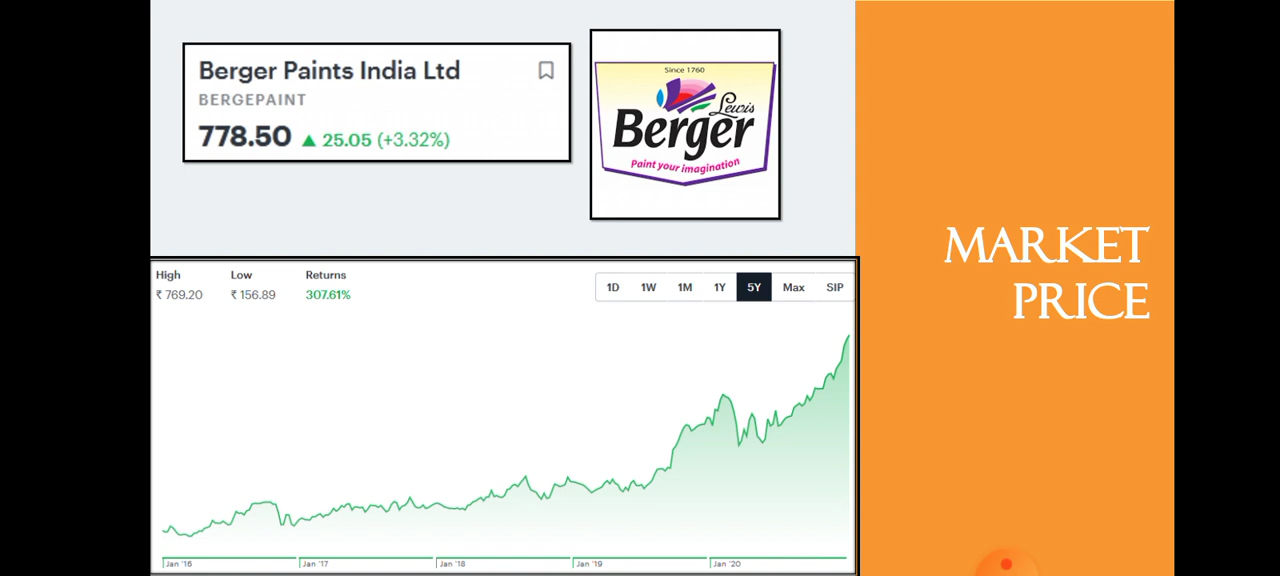 Berger Paints India Ltd
BERGEPAINT
778.50 ▲ 25.05 (+3.32%)
Since 1760
Lewis
Berger
Paint your imagination
MARKET
PRICE
High Low Returns
₹ 769.20 ₹ 156.89 307.61%
1D 1W 1M 1Y 5Y Max SIP
Jan '16 Jan '17 Jan '18 Jan '19 Jan '20